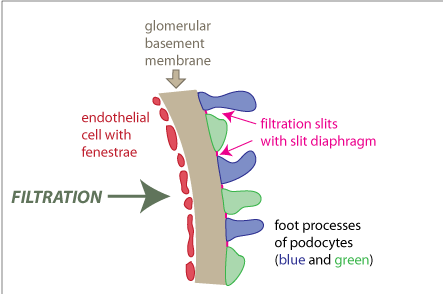 glomerular
basement
membrane
endothelial
cell with
fenestrae
filtration slits
with slit diaphragm
FILTRATION
foot processes
of podocytes
(blue and green)